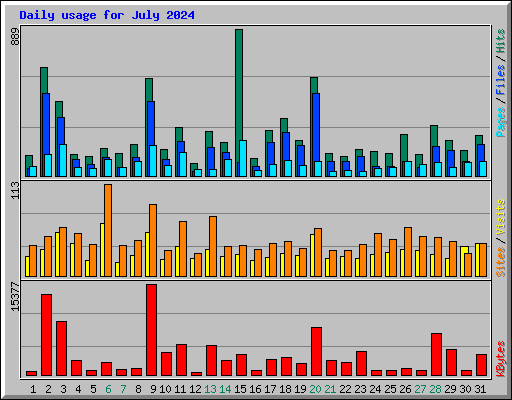 Daily usage for July 2024
889
Pages / Files / Hits
113
Sites / Visits
15377
KBytes
1 2 3 4 5 6 7 8 9 10 11 12 13 14 15 16 17 18 19 20 21 22 23 24 25 26 27 28 29 30 31